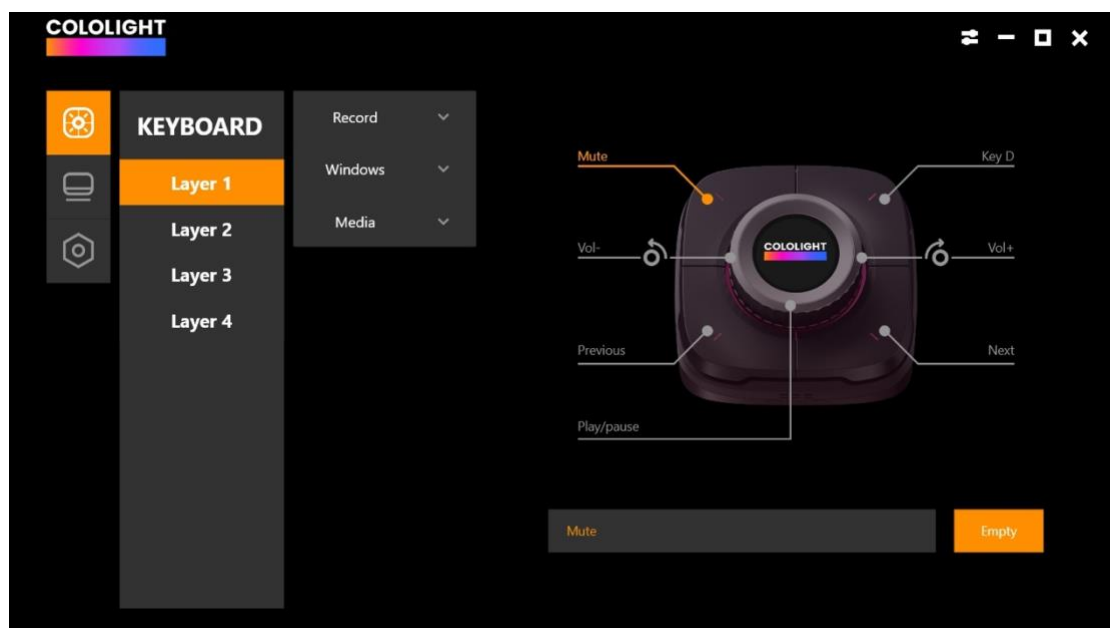 COLOLIGHT
KEYBOARD
Layer 1
Layer 2
Layer 3
Layer 4
Record
Windows
Media
Mute
Key D
Vol-
COLOLIGHT
Vol+
Previous
Next
Play/pause
Mute
Empty